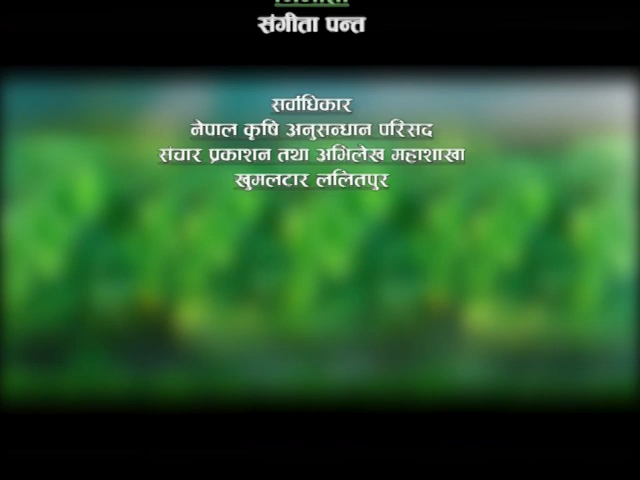 संगीता पन्त
सर्वाधिकार
नेपाल कृषि अनुसन्धान परिसद
संचार प्रकाशन तथा अभिलेख महाशाखा
खुमलटार ललितपुर